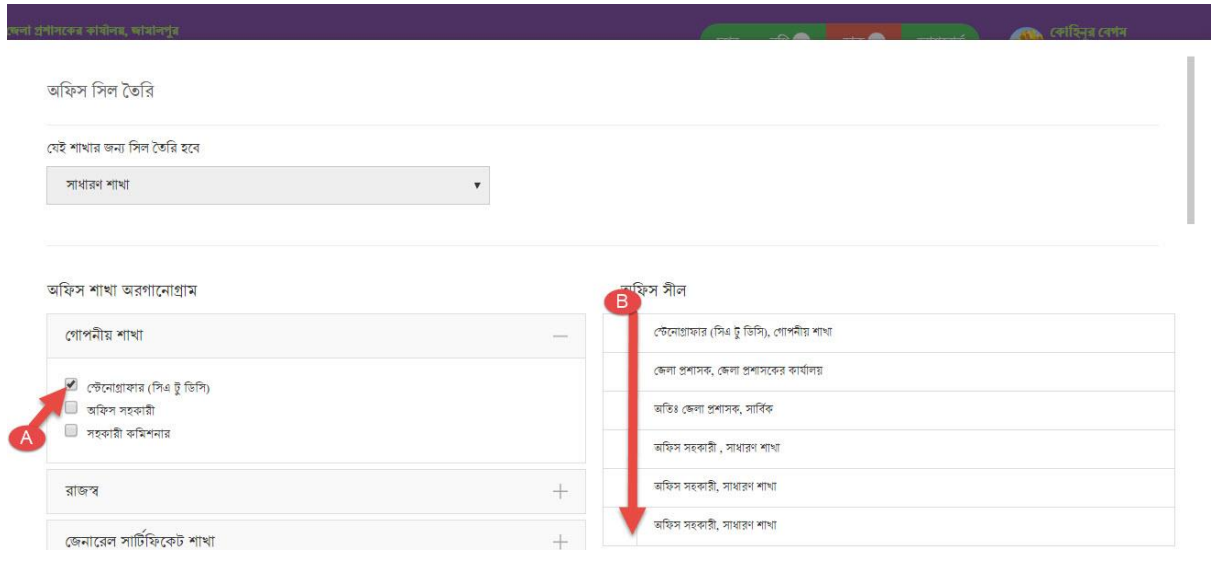 জেলা প্রশাসকের কার্যালয়, জামালপুর
কোহিনুর বেগম
অফিস সিল তৈরি
যেই শাখার জন্য সিল তৈরি হবে
সাধারণ শাখা
অফিস শাখা অরগানোগ্রাম
গোপনীয় শাখা
স্টেনোগ্রাফার (সিএ টু ডিসি)
অফিস সহকারী
A
সহকারী কমিশনার
রাজস্ব
জেনারেল সার্টিফিকেট শাখা
অফিস সীল
B
স্টেনোগ্রাফার (সিএ টু ডিসি), গোপনীয় শাখা
জেলা প্রশাসক, জেলা প্রশাসকের কার্যালয়
অতিঃ জেলা প্রশাসক, সার্বিক
অফিস সহকারী , সাধারণ শাখা
অফিস সহকারী, সাধারণ শাখা
অফিস সহকারী, সাধারণ শাখা